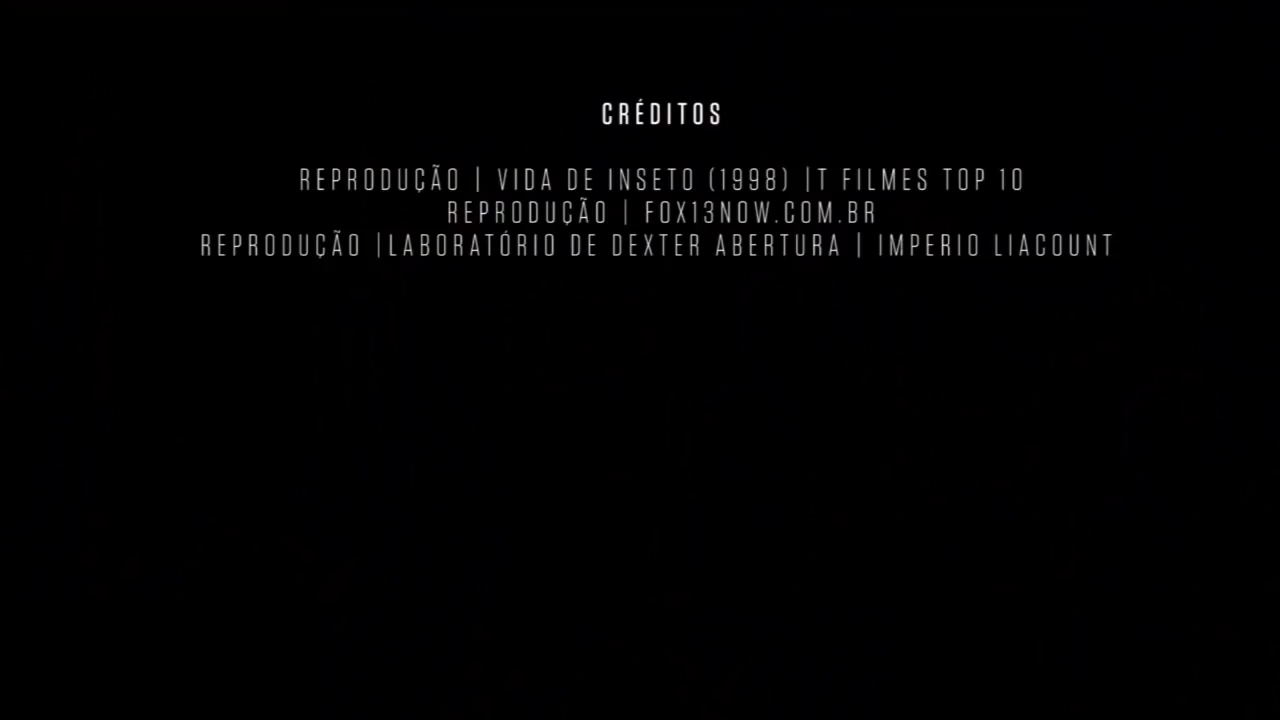 CRÉDITOS
REPRODUÇÃO | VIDA DE INSETO (1998) |T FILMES TOP 10
REPRODUÇÃO | FOX13NOW.COM.BR
REPRODUÇÃO |LABORATÓRIO DE DEXTER ABERTURA | IMPERIO LIACOUNT